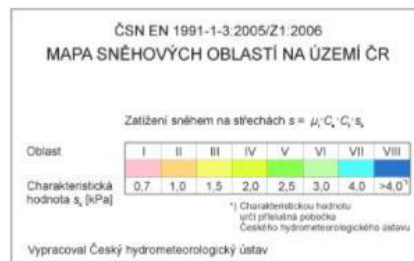 ČSN EN 1991-1-3:2005/Z1:2006
MAPA SNĚHOVÝCH OBLASTÍ NA ÚZEMÍ ČR
Zatížení sněhem na střechách s = μᵢ·Cₑ·Cₜ·sₖ
Oblast I II III IV V VI VII VIII
Charakteristická hodnota sₖ [kPa] 0,7 1,0 1,5 2,0 2,5 3,0 4,0 >4,0*)
*) Charakteristickou hodnotu
určí příslušná pobočka
Českého hydrometeorologického ústavu
Vypracoval Český hydrometeorologický ústav